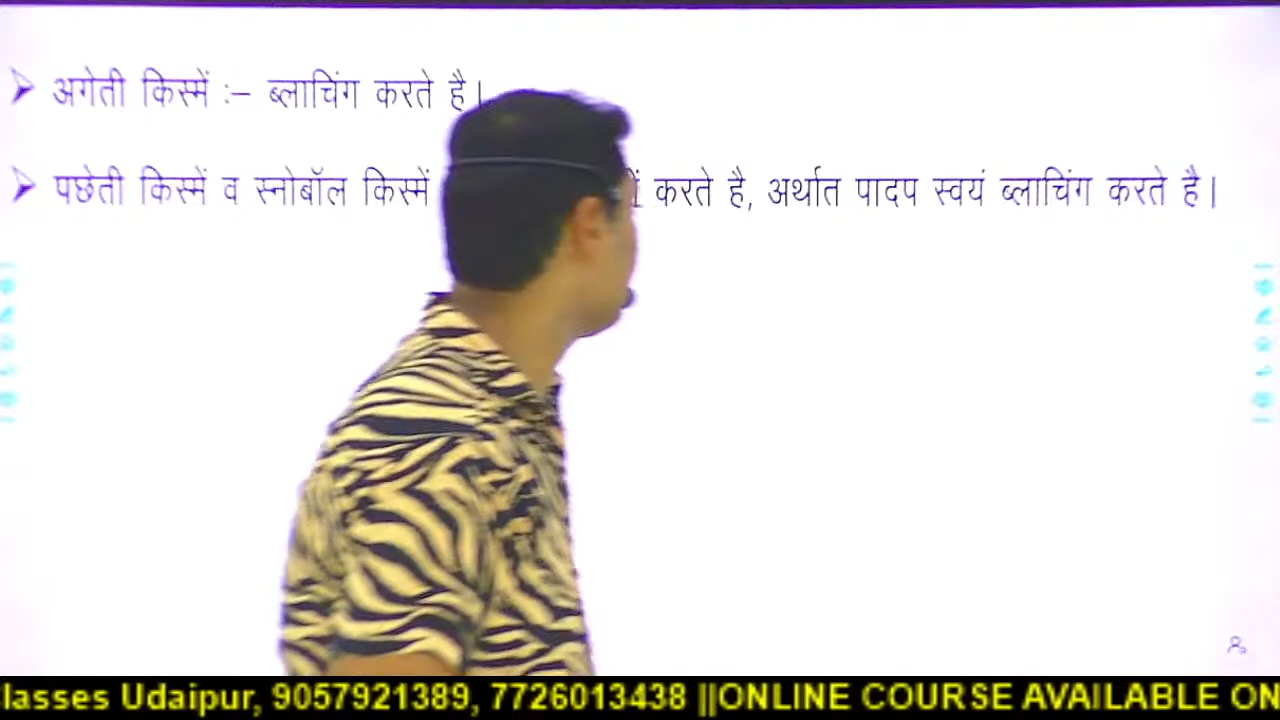 ➤ अगेती किस्में :– ब्लाचिंग करते है।
➤ पछेती किस्में व स्नोबॉल किस्में करते है, अर्थात पादप स्वयं ब्लाचिंग करते है।
lasses Udaipur, 9057921389, 7726013438 ||ONLINE COURSE AVAILABLE ON